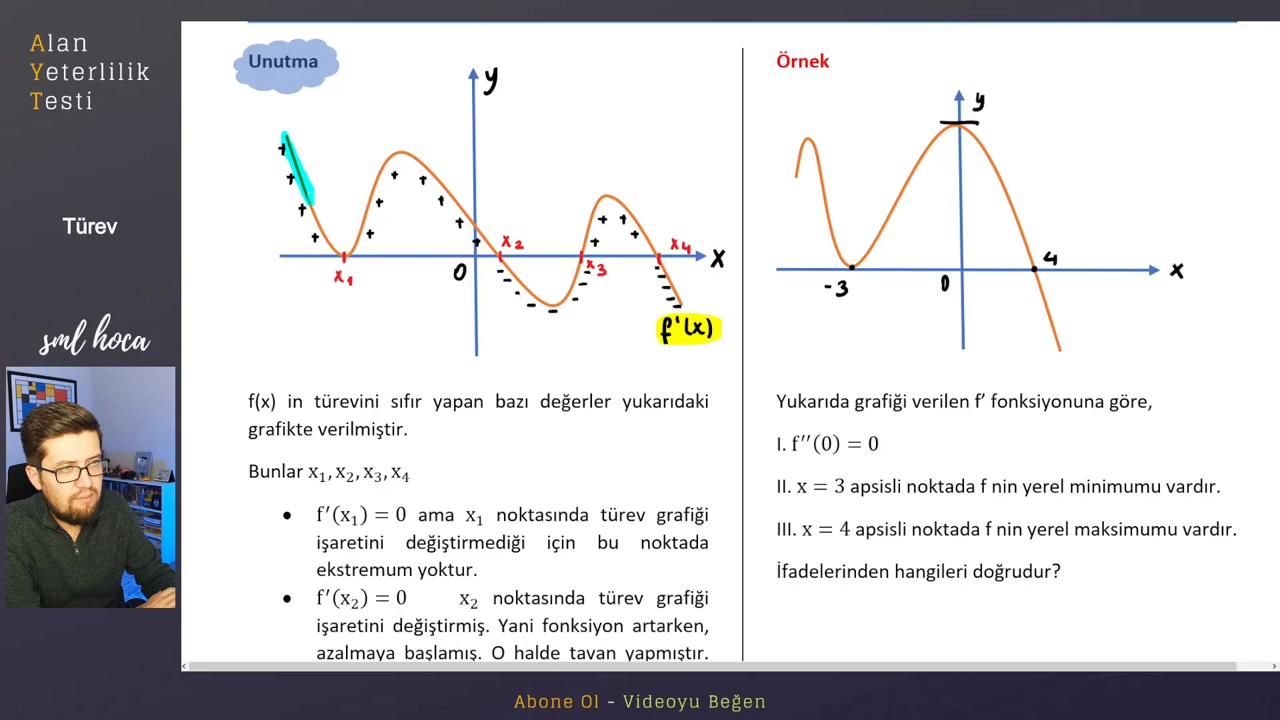 Alan
Yeterlilik
Testi
Türev
sml hoca
Unutma
y
x
0
x1
x2
x3
x4
+ + + + + + + + + + + + + + + +
- - - - - - - - - - -
f'(x)
f(x) in türevini sıfır yapan bazı değerler yukarıdaki
grafikte verilmiştir.
Bunlar x₁, x₂, x₃, x₄
• f′(x₁) = 0 ama x₁ noktasında türev grafiği
işaretini değiştirmediği için bu noktada
ekstremum yoktur.
• f′(x₂) = 0 x₂ noktasında türev grafiği
işaretini değiştirmiş. Yani fonksiyon artarken,
azalmaya başlamış. O halde tavan yapmıştır.
Örnek
y
x
-3
0
4
Yukarıda grafiği verilen f' fonksiyonuna göre,
I. f′′(0) = 0
II. x = 3 apsisli noktada f nin yerel minimumu vardır.
III. x = 4 apsisli noktada f nin yerel maksimumu vardır.
İfadelerinden hangileri doğrudur?
Abone Ol - Videoyu Beğen